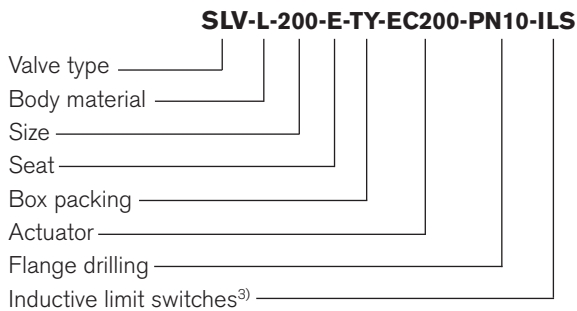 SLV-L-200-E-TY-EC200-PN10-ILS
Valve type
Body material
Size
Seat
Box packing
Actuator
Flange drilling
Inductive limit switches3)